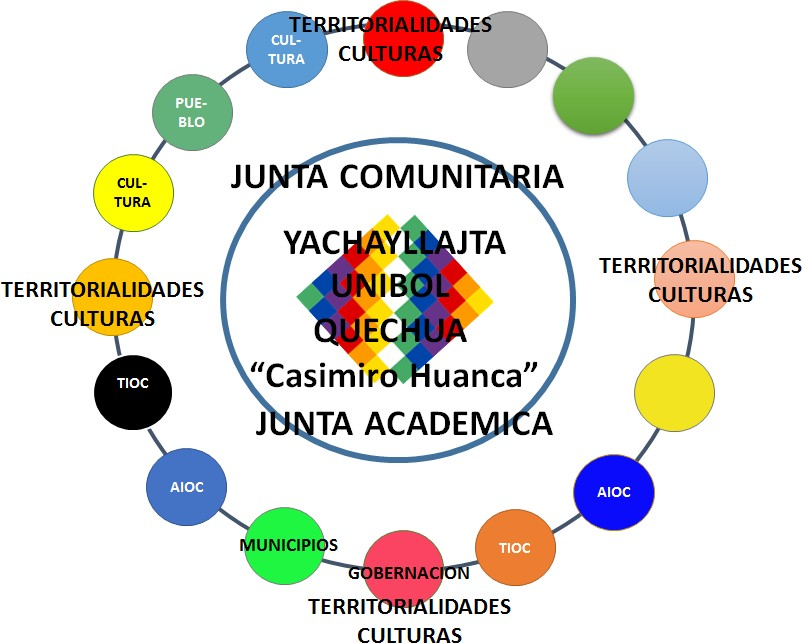 TERRITORIALIDADES
CULTURAS
CUL-
TURA
PUE-
BLO
CUL-
TURA
JUNTA COMUNITARIA
YACHAYLLAJTA
UNIBOL
QUECHUA
“Casimiro Huanca”
JUNTA ACADEMICA
TERRITORIALIDADES
CULTURAS
TERRITORIALIDADES
CULTURAS
TIOC
AIOC
AIOC
MUNICIPIOS
TIOC
GOBERNACION
TERRITORIALIDADES
CULTURAS